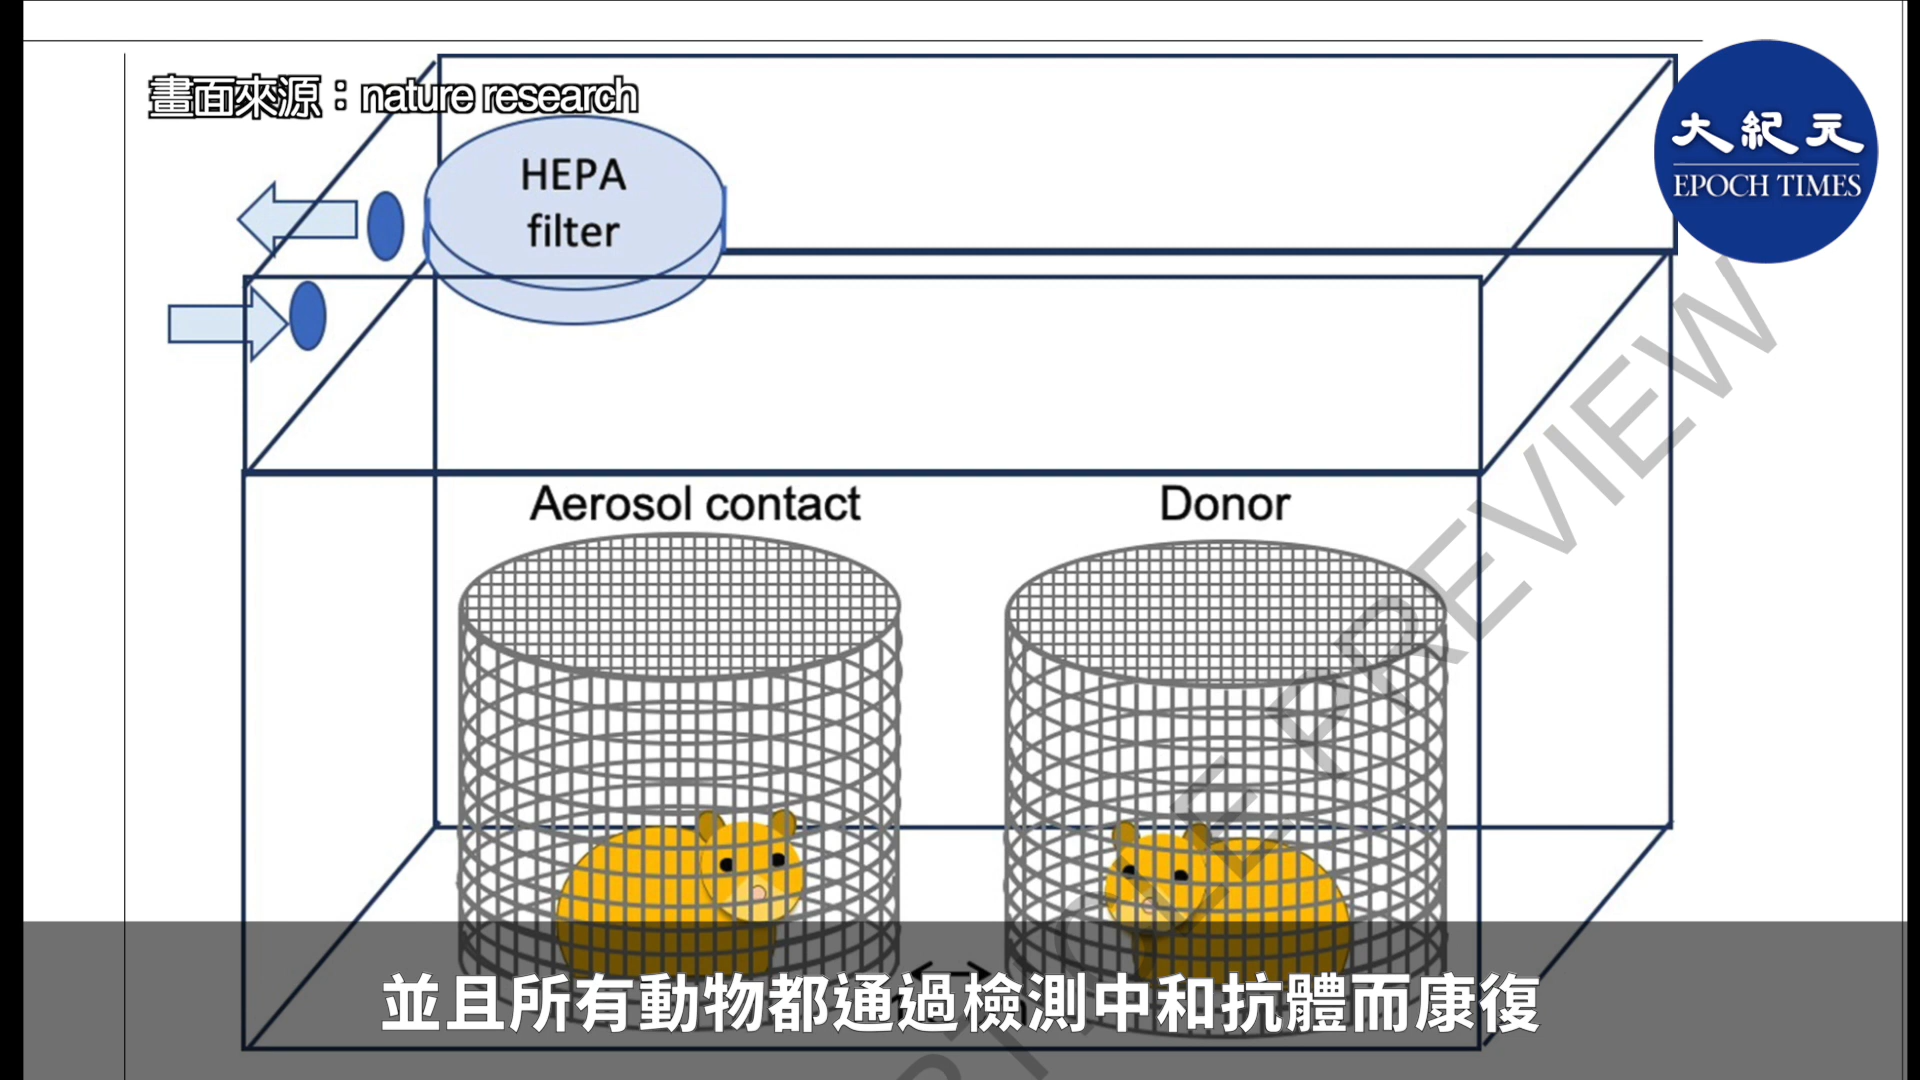 畫面來源：nature research
大紀元
EPOCH TIMES
HEPA
filter
Aerosol contact
Donor
PREVIEW
並且所有動物都通過檢測中和抗體而康復